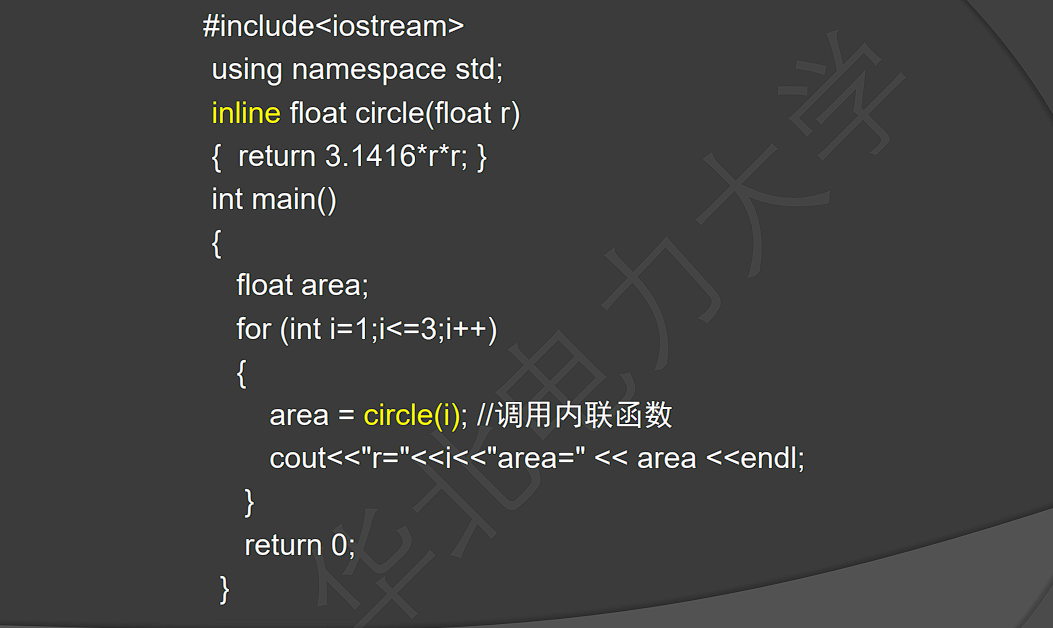 #include<iostream>
using namespace std;
inline float circle(float r)
{  return 3.1416*r*r; }
int main()
{
float area;
for (int i=1;i<=3;i++)
{
area = circle(i); //调用内联函数
cout<<"r="<<i<<"area=" << area <<endl;
}
return 0;
}
华北电力大学